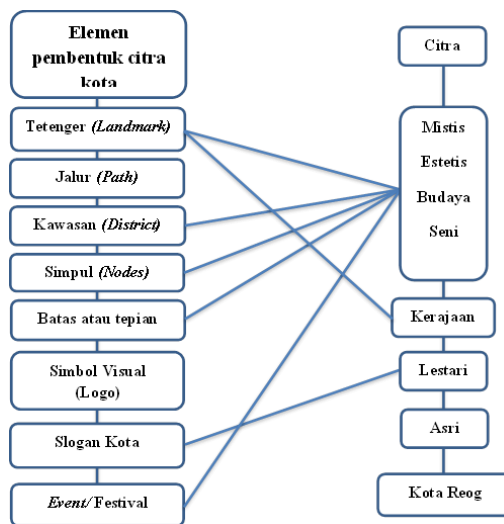 Elemen
pembentuk citra
kota
Tetenger (Landmark)
Jalur (Path)
Kawasan (District)
Simpul (Nodes)
Batas atau tepian
Simbol Visual
(Logo)
Slogan Kota
Event/ Festival
Citra
Mistis
Estetis
Budaya
Seni
Kerajaan
Lestari
Asri
Kota Reog